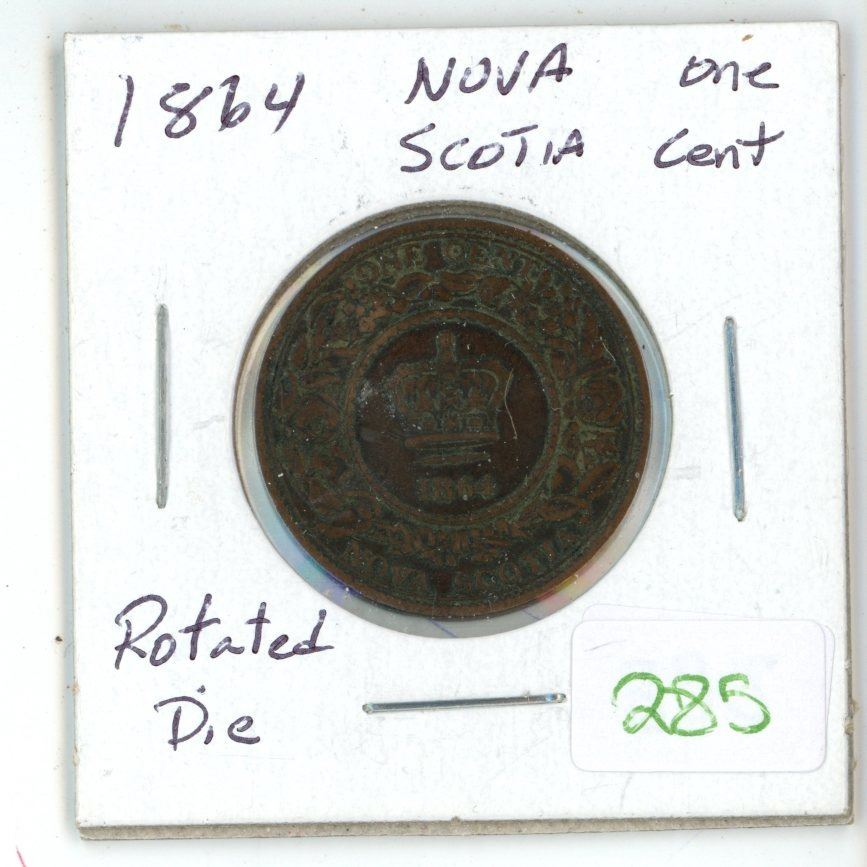 1864 NOVA one
SCOTIA cent
ONE CENT
1864
NOVA SCOTIA
Rotated
Die
285